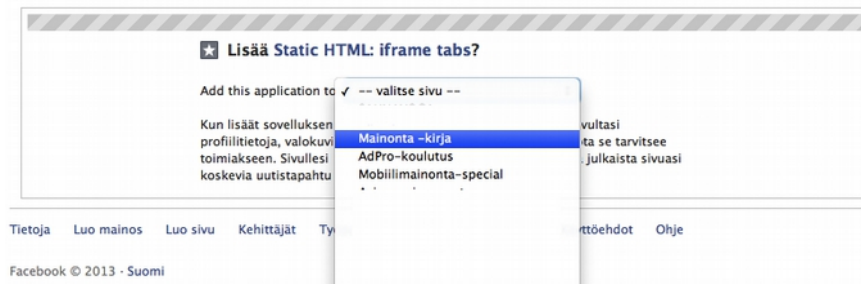 Lisää Static HTML: iframe tabs?
Add this application to ✓ -- valitse sivu --
Kun lisäät sovelluksen vultasi
Mainonta -kirja
profiilitietoja, valokuvi ta se tarvitsee
AdPro-koulutus
toimiakseen. Sivullesi julkaista sivuasi
Mobiilimainonta-special
koskevia uutistapahtu
Tietoja Luo mainos Luo sivu Kehittäjät Ty ttöehdot Ohje
Facebook © 2013 · Suomi